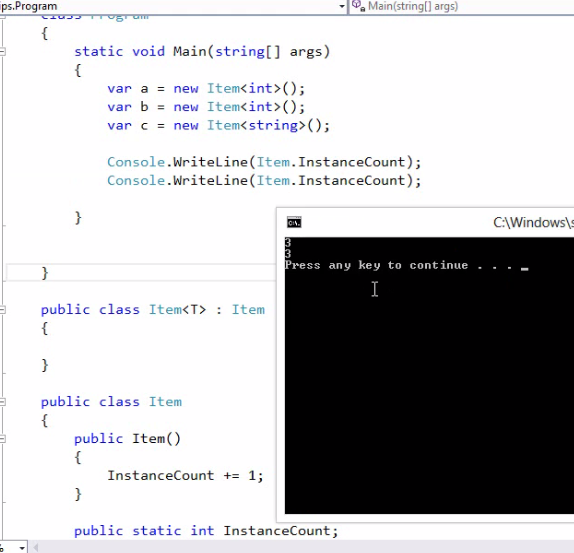 ips.Program
Main(string[] args)
class Program
{
static void Main(string[] args)
{
var a = new Item<int>();
var b = new Item<int>();
var c = new Item<string>();
Console.WriteLine(Item.InstanceCount);
Console.WriteLine(Item.InstanceCount);
}
}
public class Item<T> : Item
{
}
public class Item
{
public Item()
{
InstanceCount += 1;
}
public static int InstanceCount;
%
C:\Windows\s
3
3
Press any key to continue . . . _